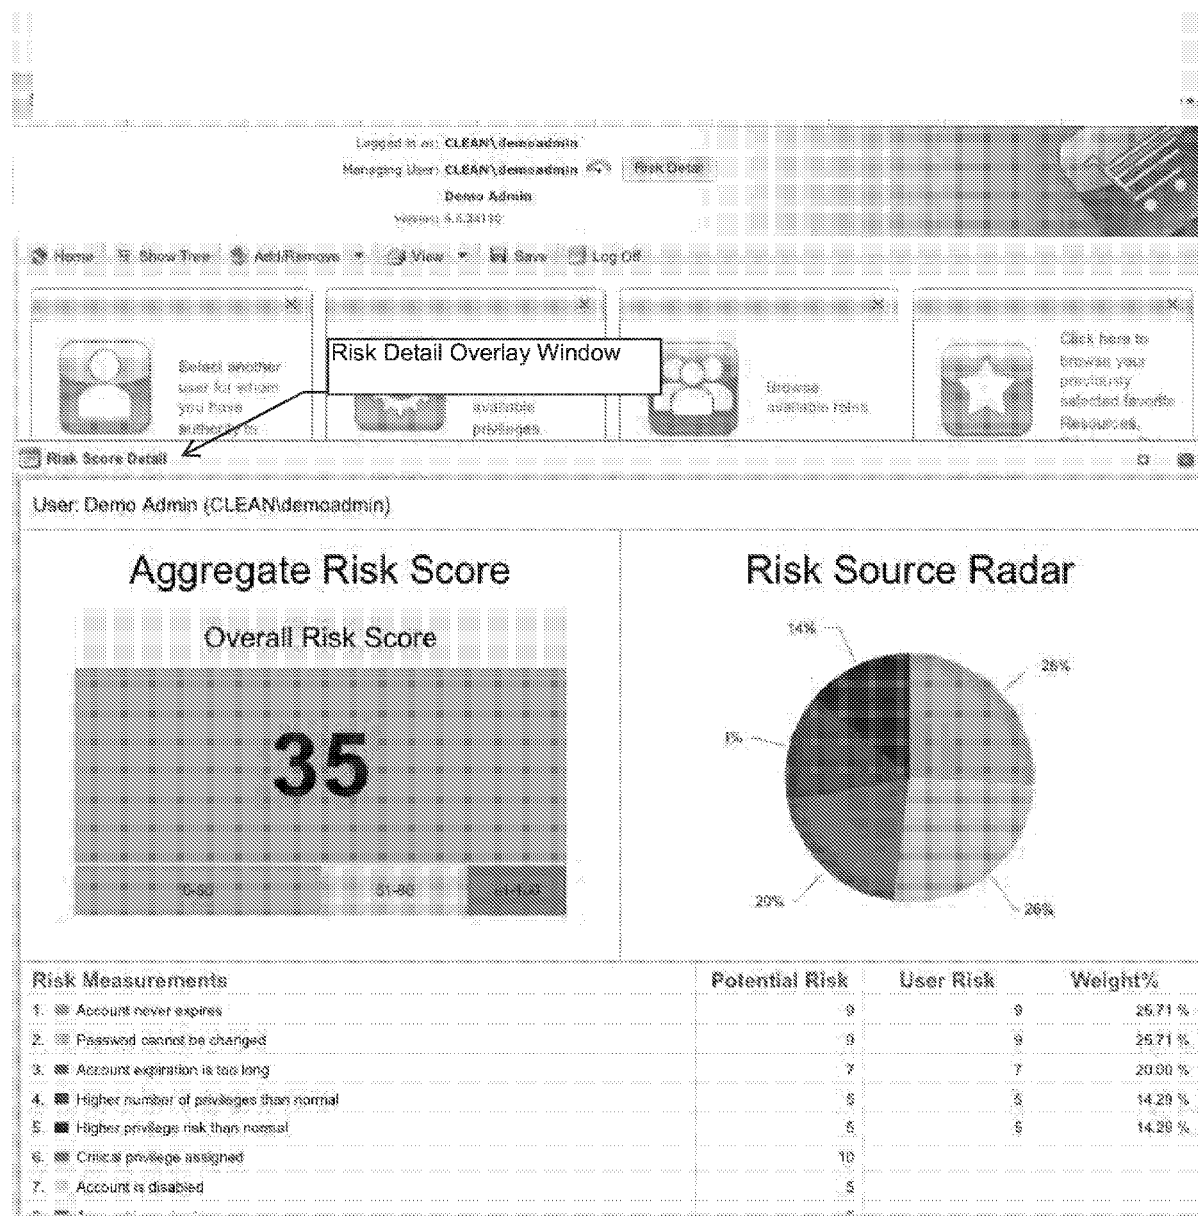 Logged in as: CLEAN\demoadmin
Managing User: CLEAN\demoadmin Risk Detail
Demo Admin
Home Show Tree Add/Remove View Save Log Off
Select another
user for whom
you have
authority to
Risk Detail Overlay Window
available
privileges.
Browse
available roles.
Click here to
browse your
previously
selected favorite
Resources,
Risk Score Detail
User: Demo Admin (CLEAN\demoadmin)
Aggregate Risk Score
Overall Risk Score
35
0-50 51-80
Risk Source Radar
14%
26%
20%
26%
Risk Measurements Potential Risk User Risk Weight%
1. Account never expires 9 9 25.71 %
2. Passwod cannot be changed 9 9 25.71 %
3. Account expiration is too long 7 7 20.00 %
4. Higher number of privileges than normal 5 5 14.29 %
5. Higher privilege risk than normal 5 5 14.29 %
6. Critical privilege assigned 10
7. Account is disabled 5